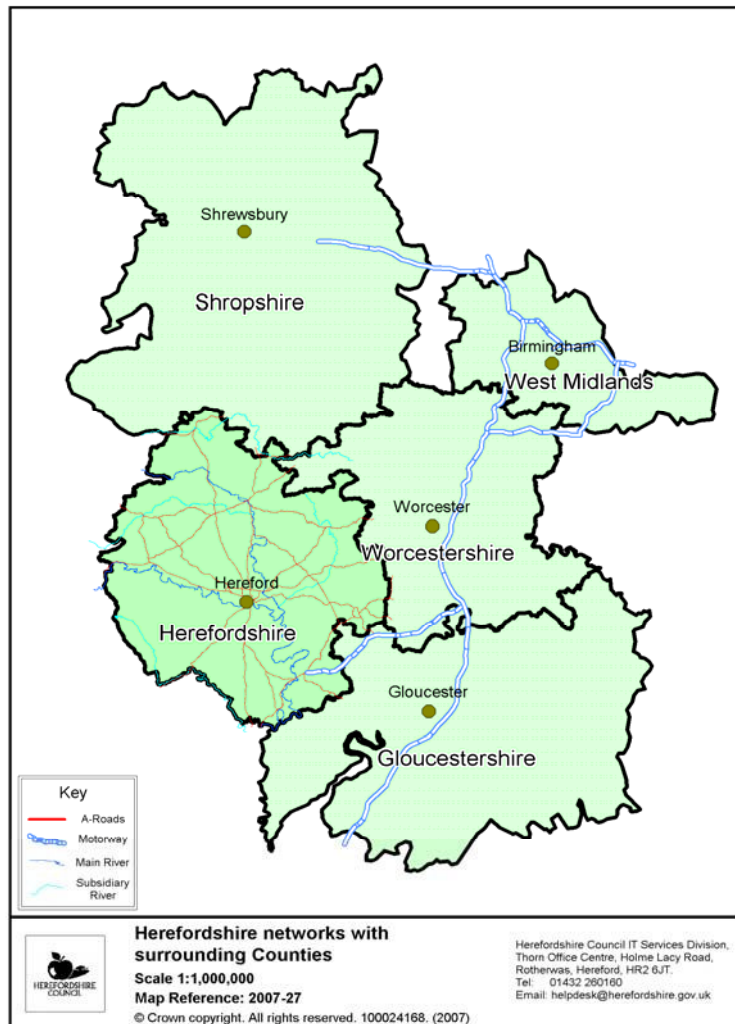 Shrewsbury
Shropshire
Birmingham
West Midlands
Worcester
Worcestershire
Hereford
Herefordshire
Gloucester
Gloucestershire
Key
A-Roads
Motorway
Main River
Subsidiary
River
HEREFORDSHIRE
COUNCIL
Herefordshire networks with
surrounding Counties
Scale 1:1,000,000
Map Reference: 2007-27
© Crown copyright. All rights reserved. 100024168. (2007)
Herefordshire Council IT Services Division,
Thorn Office Centre, Holme Lacy Road,
Rotherwas, Hereford, HR2 6JT.
Tel: 01432 260160
Email: helpdesk@herefordshire.gov.uk